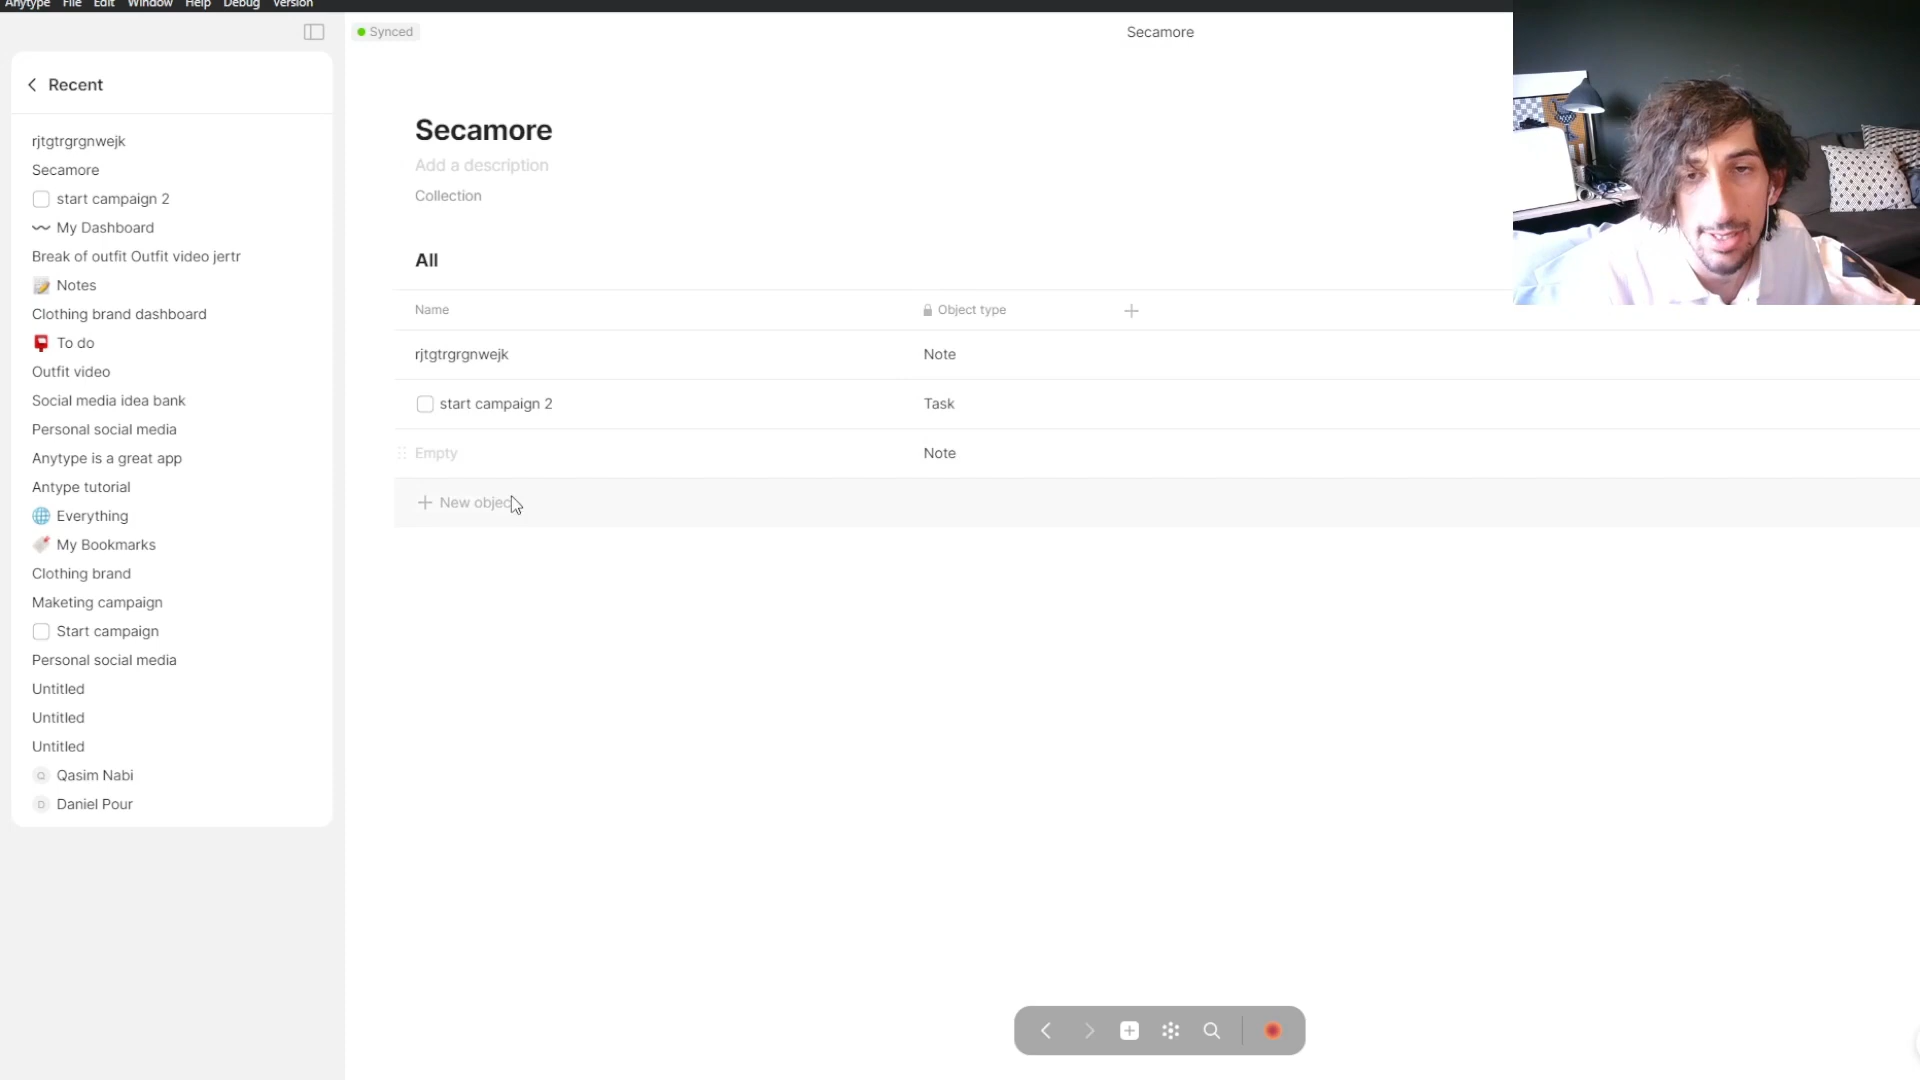 Anytype File Edit Window Help Debug Version
Synced
Secamore
Recent
rjtgtrgrgnwejk
Secamore
start campaign 2
My Dashboard
Break of outfit Outfit video jertr
Notes
Clothing brand dashboard
To do
Outfit video
Social media idea bank
Personal social media
Anytype is a great app
Antype tutorial
Everything
My Bookmarks
Clothing brand
Maketing campaign
Start campaign
Personal social media
Untitled
Untitled
Untitled
Q Qasim Nabi
D Daniel Pour
Secamore
Add a description
Collection
All
Name Object type
rjtgtrgrgnwejk Note
start campaign 2 Task
Empty Note
New